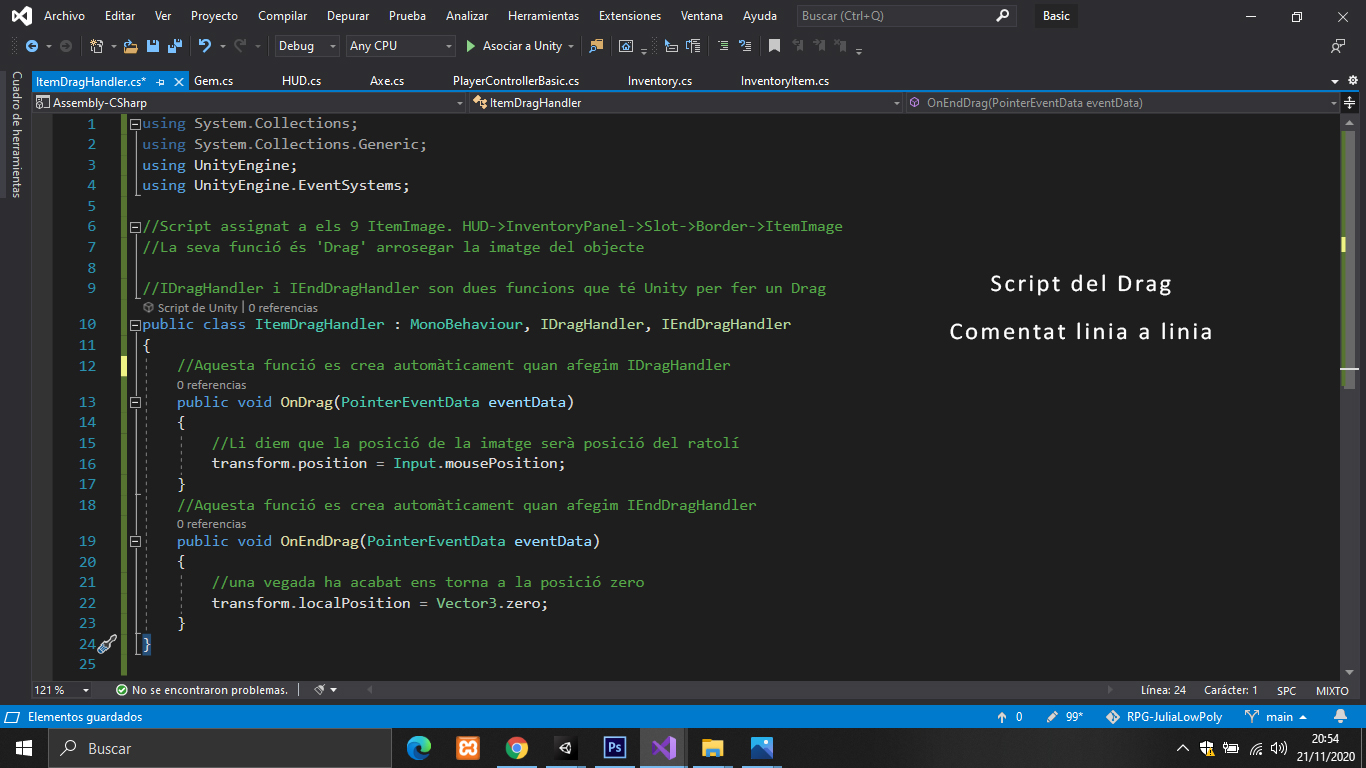 Archivo Editar Ver Proyecto Compilar Depurar Prueba Analizar Herramientas Extensiones Ventana Ayuda Buscar (Ctrl+Q) Basic
Debug Any CPU Asociar a Unity
Cuadro de herramientas
ItemDragHandler.cs* Gem.cs HUD.cs Axe.cs PlayerControllerBasic.cs Inventory.cs InventoryItem.cs
Assembly-CSharp ItemDragHandler OnEndDrag(PointerEventData eventData)
1 using System.Collections;
2 using System.Collections.Generic;
3 using UnityEngine;
4 using UnityEngine.EventSystems;
5
6 //Script assignat a els 9 ItemImage. HUD->InventoryPanel->Slot->Border->ItemImage
7 //La seva funció és 'Drag' arrosegar la imatge del objecte
8
9 //IDragHandler i IEndDragHandler son dues funcions que té Unity per fer un Drag
Script de Unity | 0 referencias
10 public class ItemDragHandler : MonoBehaviour, IDragHandler, IEndDragHandler
11 {
12 //Aquesta funció es crea automàticament quan afegim IDragHandler
0 referencias
13 public void OnDrag(PointerEventData eventData)
14 {
15 //Li diem que la posició de la imatge serà posició del ratolí
16 transform.position = Input.mousePosition;
17 }
18 //Aquesta funció es crea automàticament quan afegim IEndDragHandler
0 referencias
19 public void OnEndDrag(PointerEventData eventData)
20 {
21 //una vegada ha acabat ens torna a la posició zero
22 transform.localPosition = Vector3.zero;
23 }
24 }
25
Script del Drag
Comentat linia a linia
121 % No se encontraron problemas. Línea: 24 Carácter: 1 SPC MIXTO
Elementos guardados 0 99* RPG-JuliaLowPoly main
Buscar Ps 20:54
21/11/2020